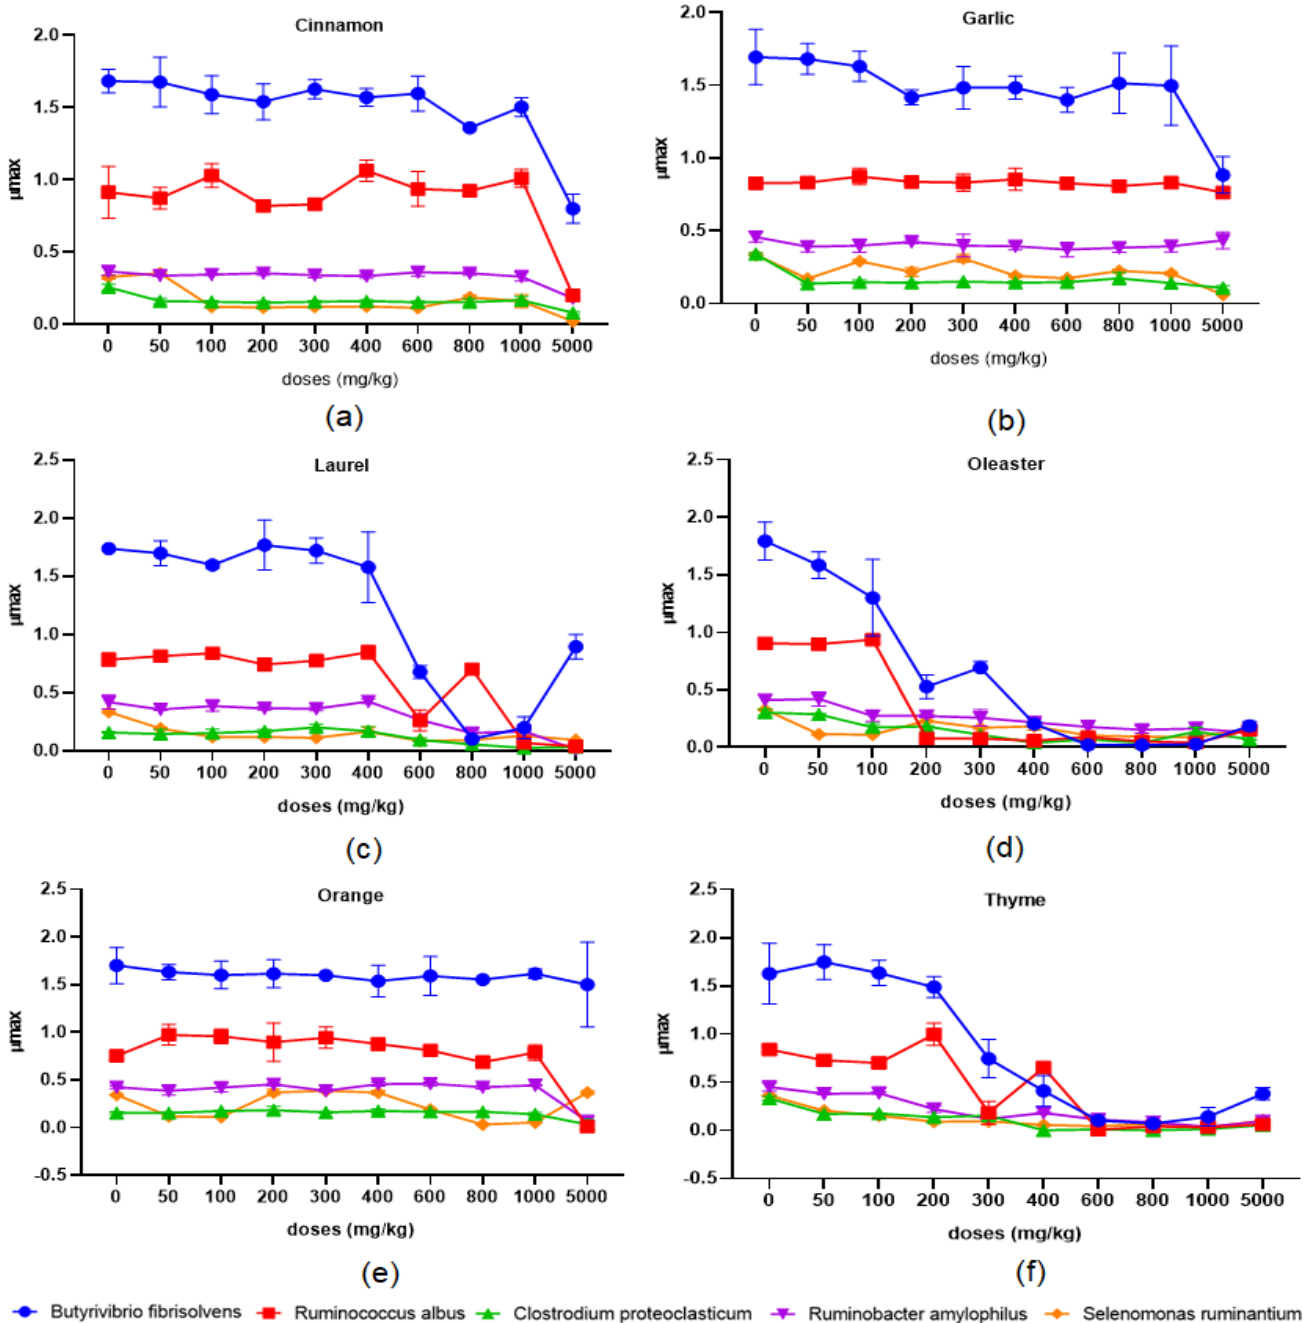 Cinnamon
2.0
1.5
1.0
0.5
0.0
µmax
0 50 100 200 300 400 600 800 1000 5000
doses (mg/kg)
(a)
Garlic
2.0
1.5
1.0
0.5
0.0
µmax
0 50 100 200 300 400 600 800 1000 5000
doses (mg/kg)
(b)
Laurel
2.5
2.0
1.5
1.0
0.5
0.0
µmax
0 50 100 200 300 400 600 800 1000 5000
doses (mg/kg)
(c)
Oleaster
2.5
2.0
1.5
1.0
0.5
0.0
µmax
0 50 100 200 300 400 600 800 1000 5000
doses (mg/kg)
(d)
Orange
2.5
2.0
1.5
1.0
0.5
0.0
-0.5
µmax
0 50 100 200 300 400 600 800 1000 5000
doses (mg/kg)
(e)
Thyme
2.5
2.0
1.5
1.0
0.5
0.0
-0.5
µmax
0 50 100 200 300 400 600 800 1000 5000
doses (mg/kg)
(f)
Butyrivibrio fibrisolvens Ruminococcus albus Clostrodium proteoclasticum Ruminobacter amylophilus Selenomonas ruminantium